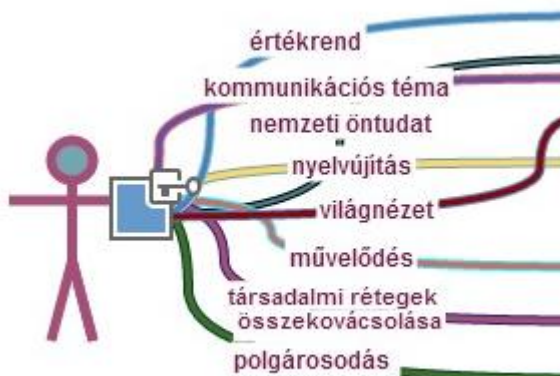 értékrend
kommunikációs téma
nemzeti öntudat
nyelvújítás
világnézet
művelődés
társadalmi rétegek
összekovácsolása
polgárosodás